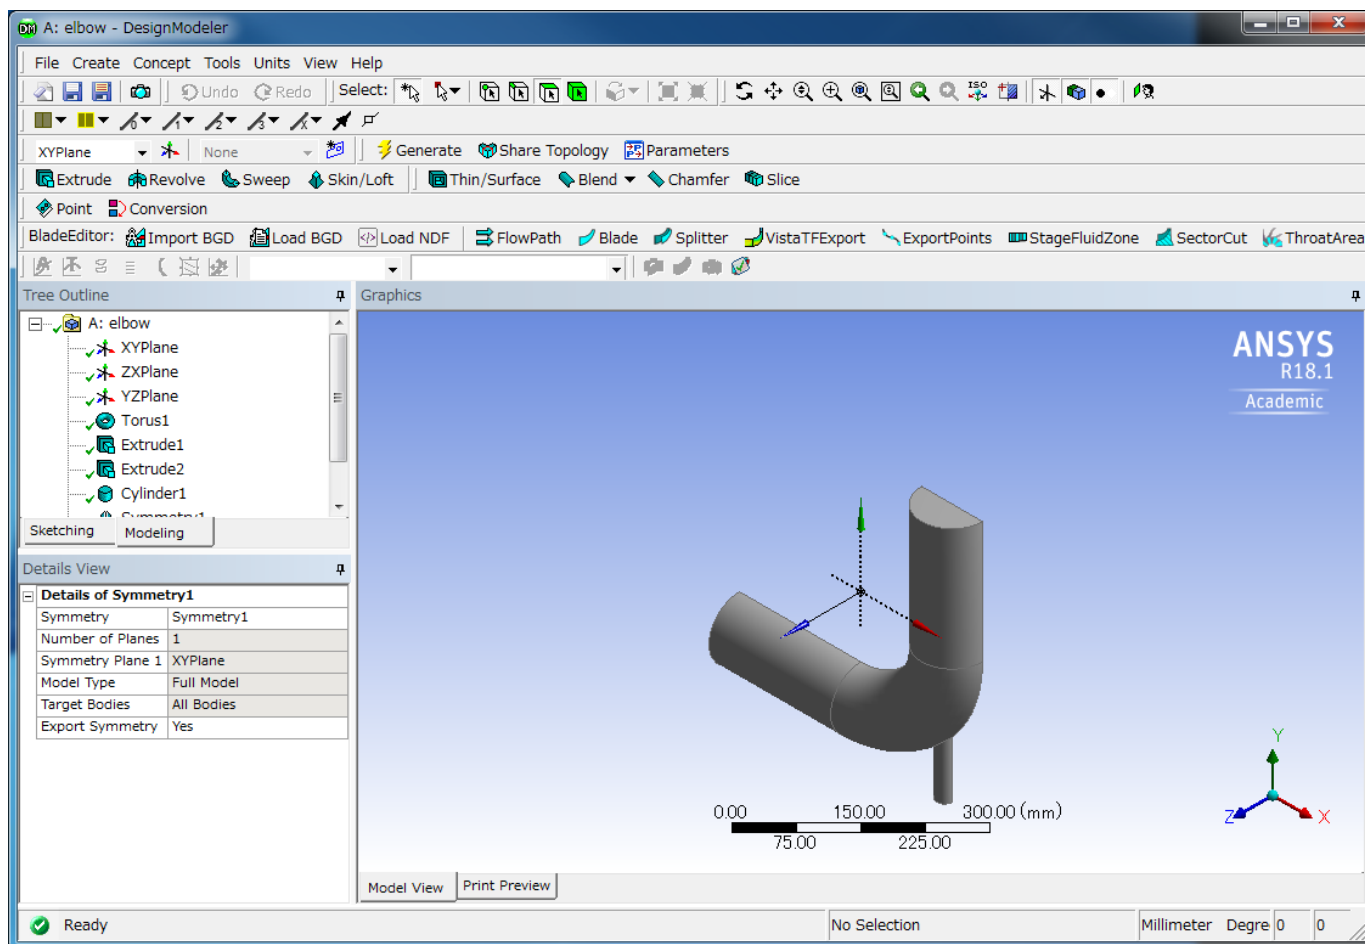 A: elbow - DesignModeler
File Create Concept Tools Units View Help
Undo Redo Select: ISO
XYPlane None Generate Share Topology Parameters
Extrude Revolve Sweep Skin/Loft Thin/Surface Blend Chamfer Slice
Point Conversion
BladeEditor: Import BGD Load BGD Load NDF FlowPath Blade Splitter VistaTFExport ExportPoints StageFluidZone SectorCut ThroatArea
Tree Outline
A: elbow
XYPlane
ZXPlane
YZPlane
Torus1
Extrude1
Extrude2
Cylinder1
Symmetry1
Sketching Modeling
Details View
Details of Symmetry1
Symmetry Symmetry1
Number of Planes 1
Symmetry Plane 1 XYPlane
Model Type Full Model
Target Bodies All Bodies
Export Symmetry Yes
Graphics
ANSYS
R18.1
Academic
0.00 150.00 300.00 (mm)
75.00 225.00
Y
Z X
Model View Print Preview
Ready No Selection Millimeter Degre 0 0